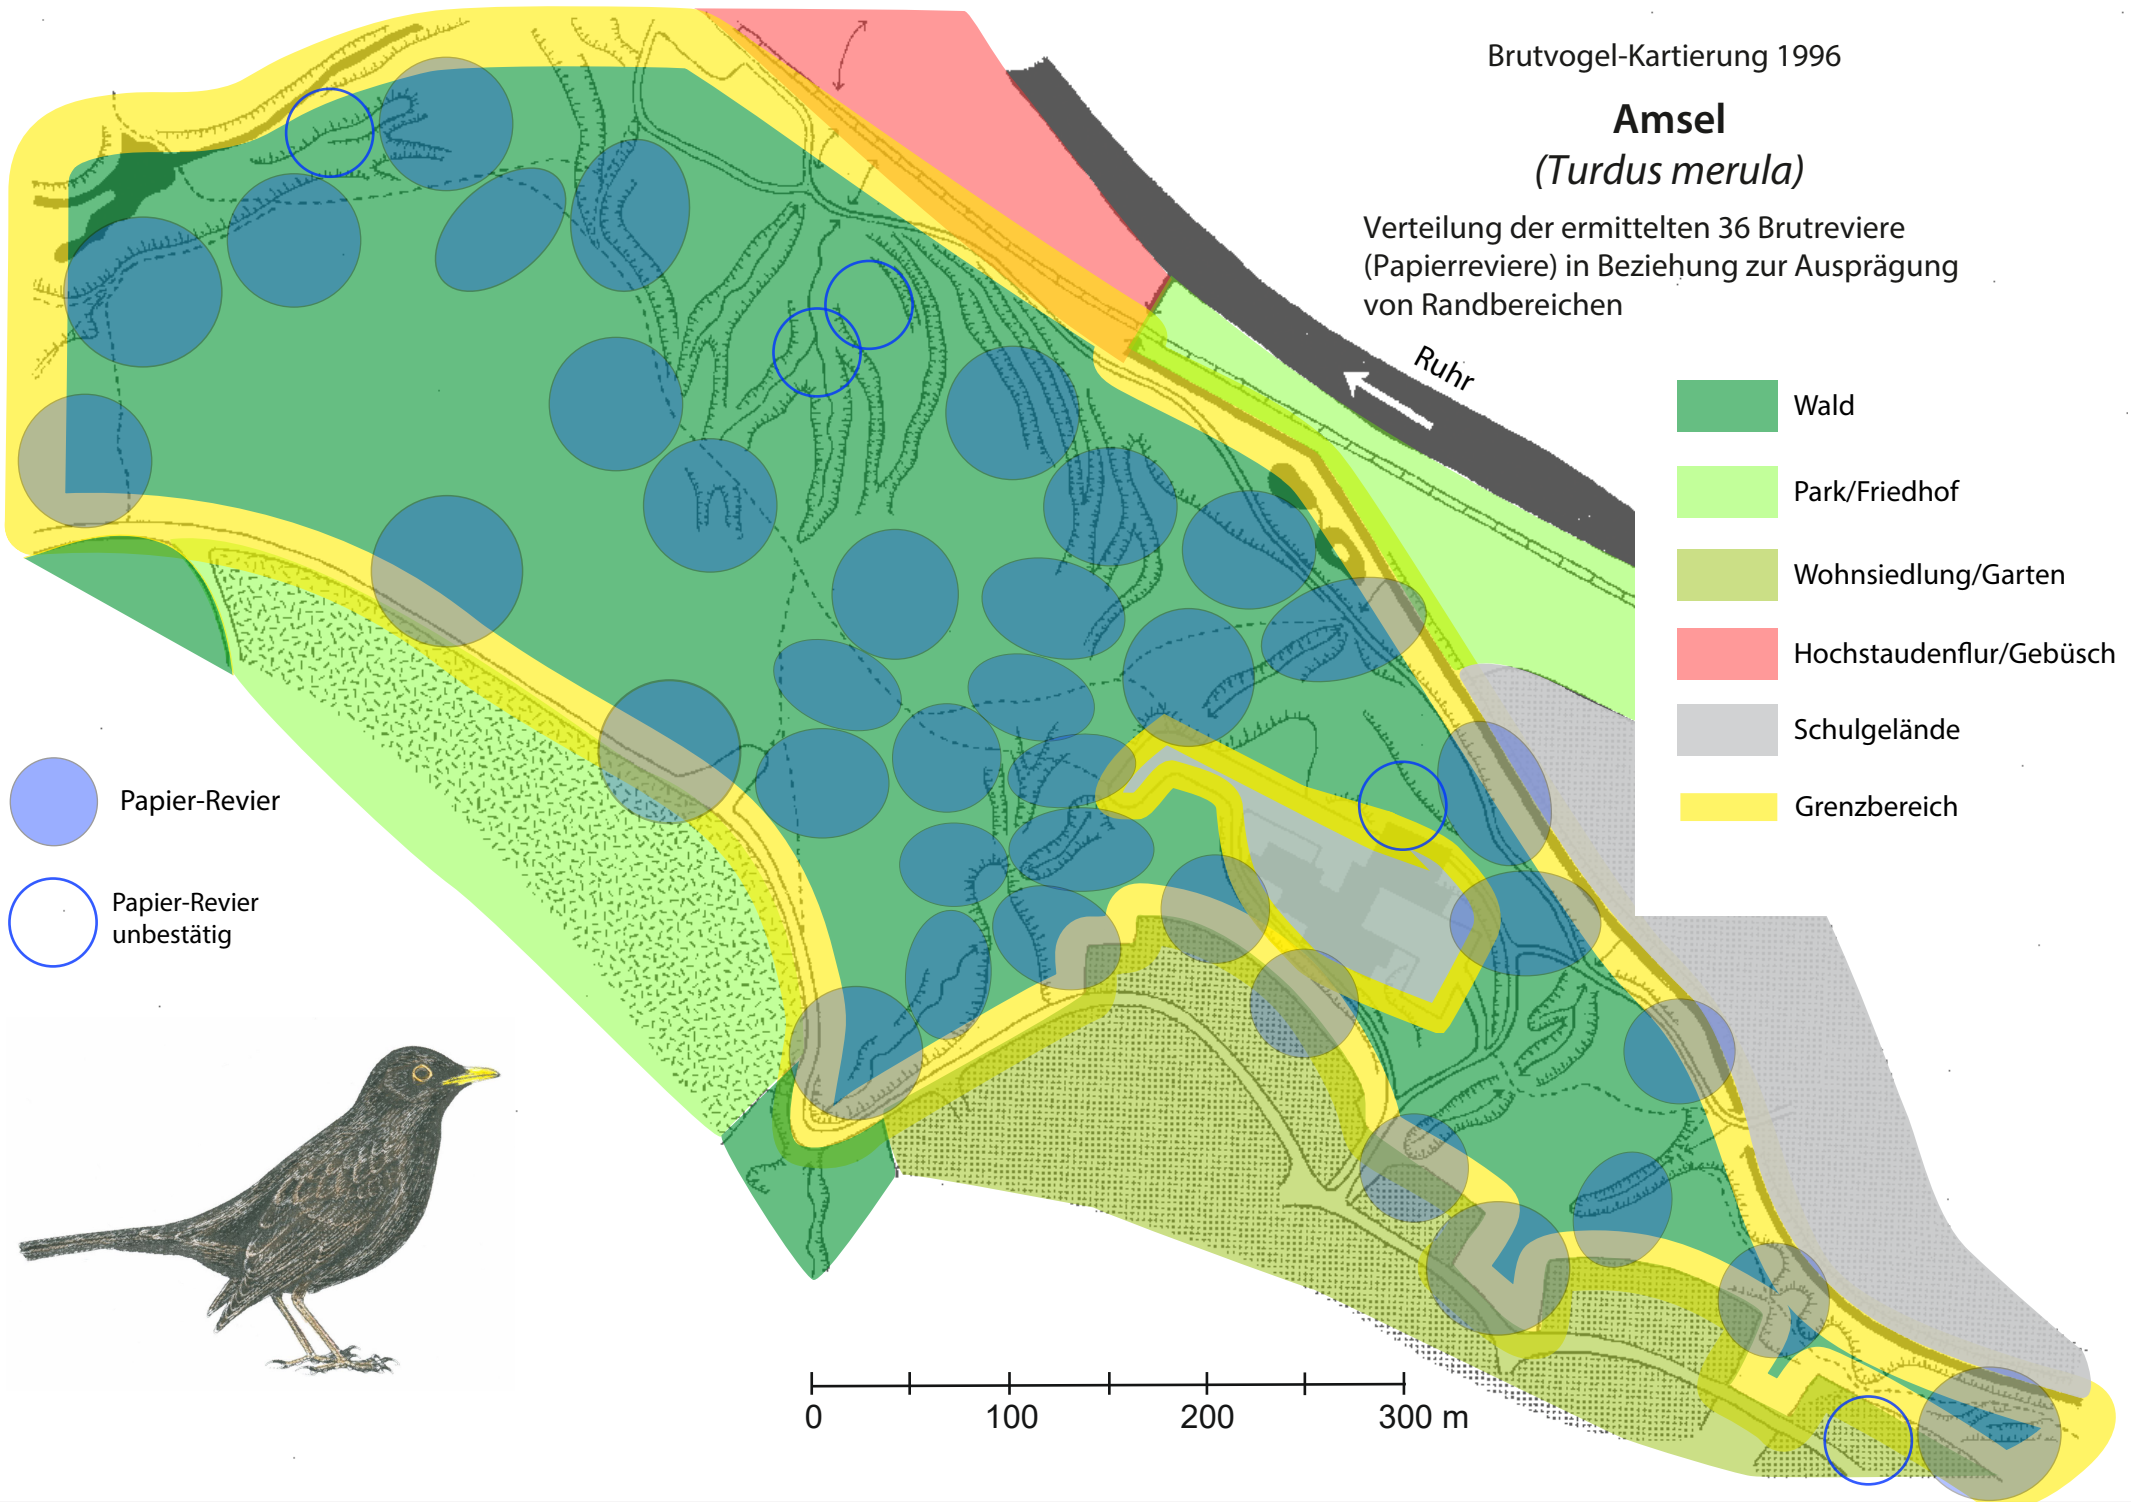 Brutvogel-Kartierung 1996
Amsel
(Turdus merula)
Verteilung der ermittelten 36 Brutreviere
(Papierreviere) in Beziehung zur Ausprägung
von Randbereichen
Ruhr
Wald
Park/Friedhof
Wohnsiedlung/Garten
Hochstaudenflur/Gebüsch
Schulgelände
Grenzbereich
Papier-Revier
Papier-Revier
unbestätig
0 100 200 300 m